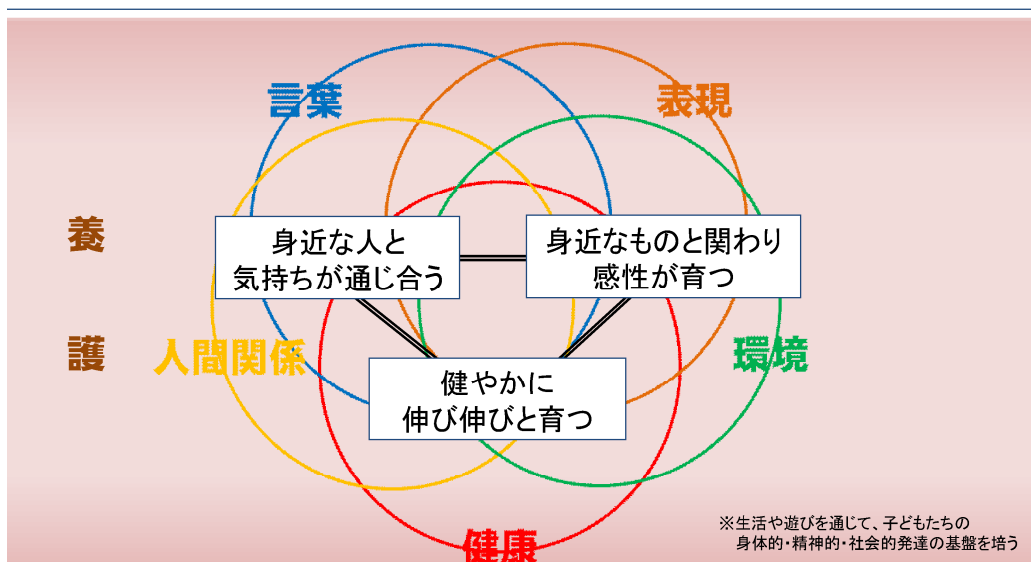 言葉
表現
養
護
身近な人と
気持ちが通じ合う
身近なものと関わり
感性が育つ
人間関係
環境
健やかに
伸び伸びと育つ
健康
※生活や遊びを通じて、子どもたちの
身体的・精神的・社会的発達の基盤を培う